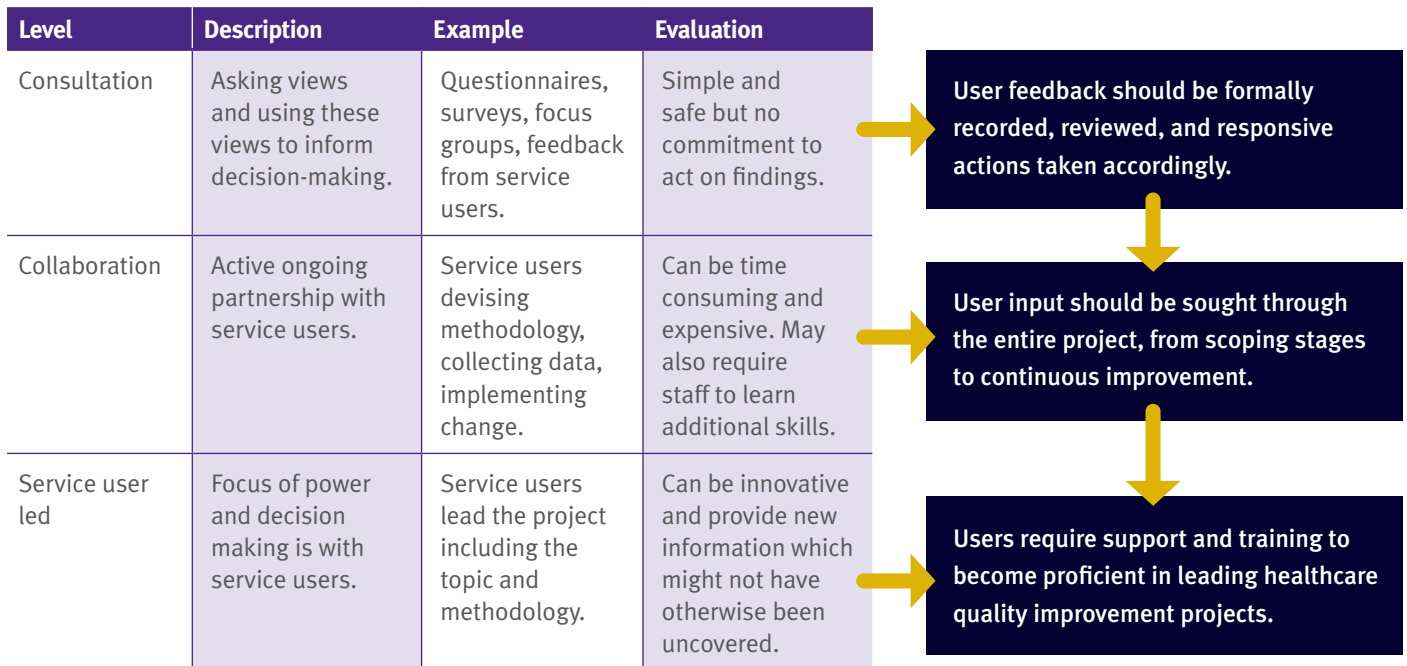 Level
Description
Example
Evaluation
Consultation
Asking views
and using these
views to inform
decision-making.
Questionnaires,
surveys, focus
groups, feedback
from service
users.
Simple and
safe but no
commitment to
act on findings.
User feedback should be formally
recorded, reviewed, and responsive
actions taken accordingly.
Collaboration
Active ongoing
partnership with
service users.
Service users
devising
methodology,
collecting data,
implementing
change.
Can be time
consuming and
expensive. May
also require
staff to learn
additional skills.
User input should be sought through
the entire project, from scoping stages
to continuous improvement.
Service user
led
Focus of power
and decision
making is with
service users.
Service users
lead the project
including the
topic and
methodology.
Can be innovative
and provide new
information which
might not have
otherwise been
uncovered.
Users require support and training to
become proficient in leading healthcare
quality improvement projects.